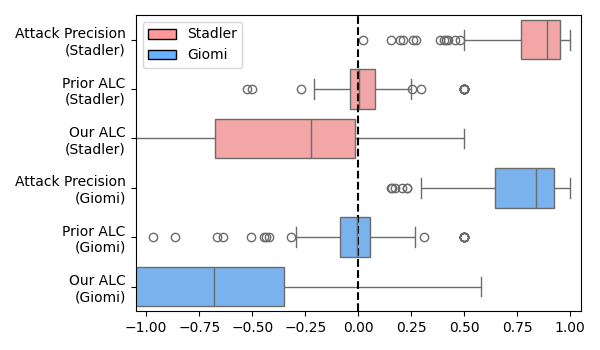 Attack Precision
(Stadler)
Prior ALC
(Stadler)
Our ALC
(Stadler)
Attack Precision
(Giomi)
Prior ALC
(Giomi)
Our ALC
(Giomi)
Stadler
Giomi
−1.00 −0.75 −0.50 −0.25 0.00 0.25 0.50 0.75 1.00